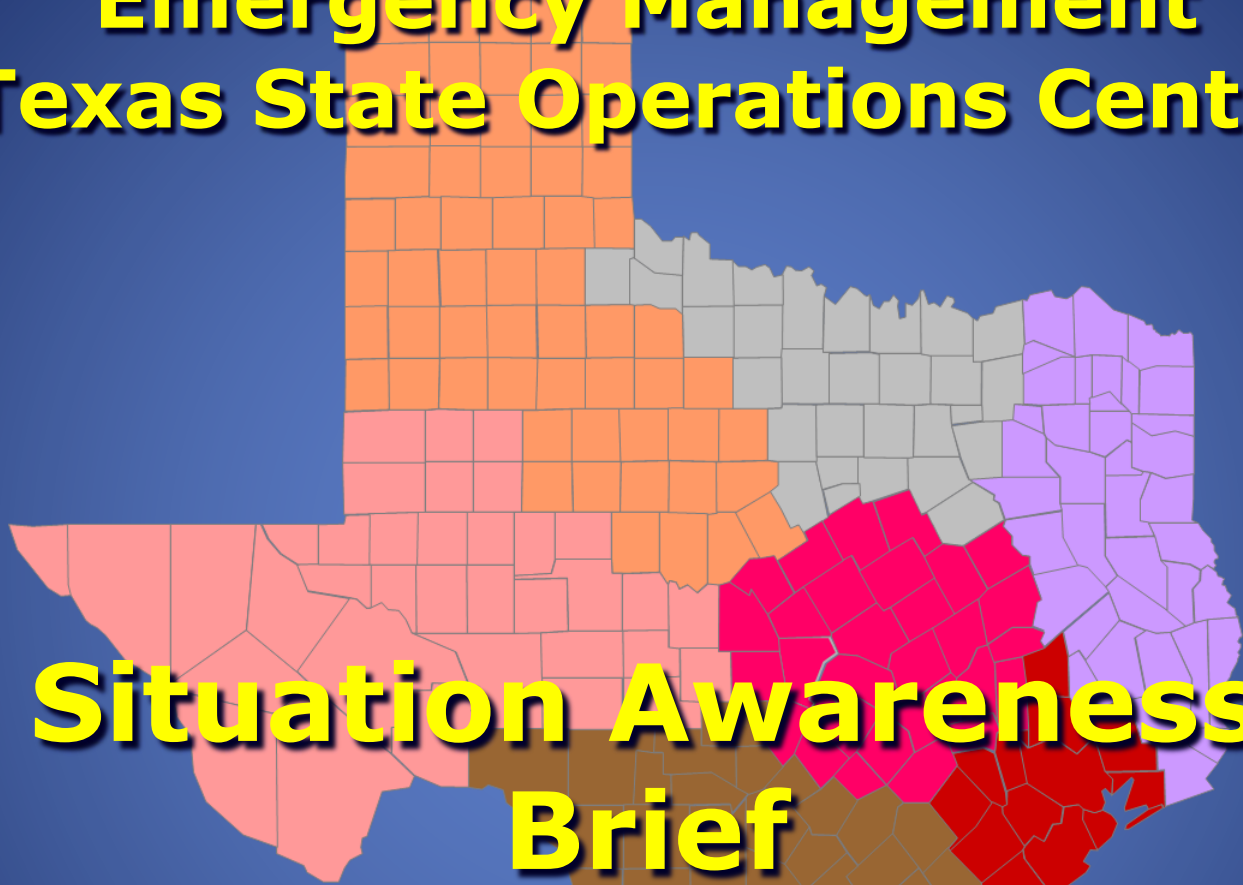 Emergency Management
Texas State Operations Cent
Situation Awareness
Brief